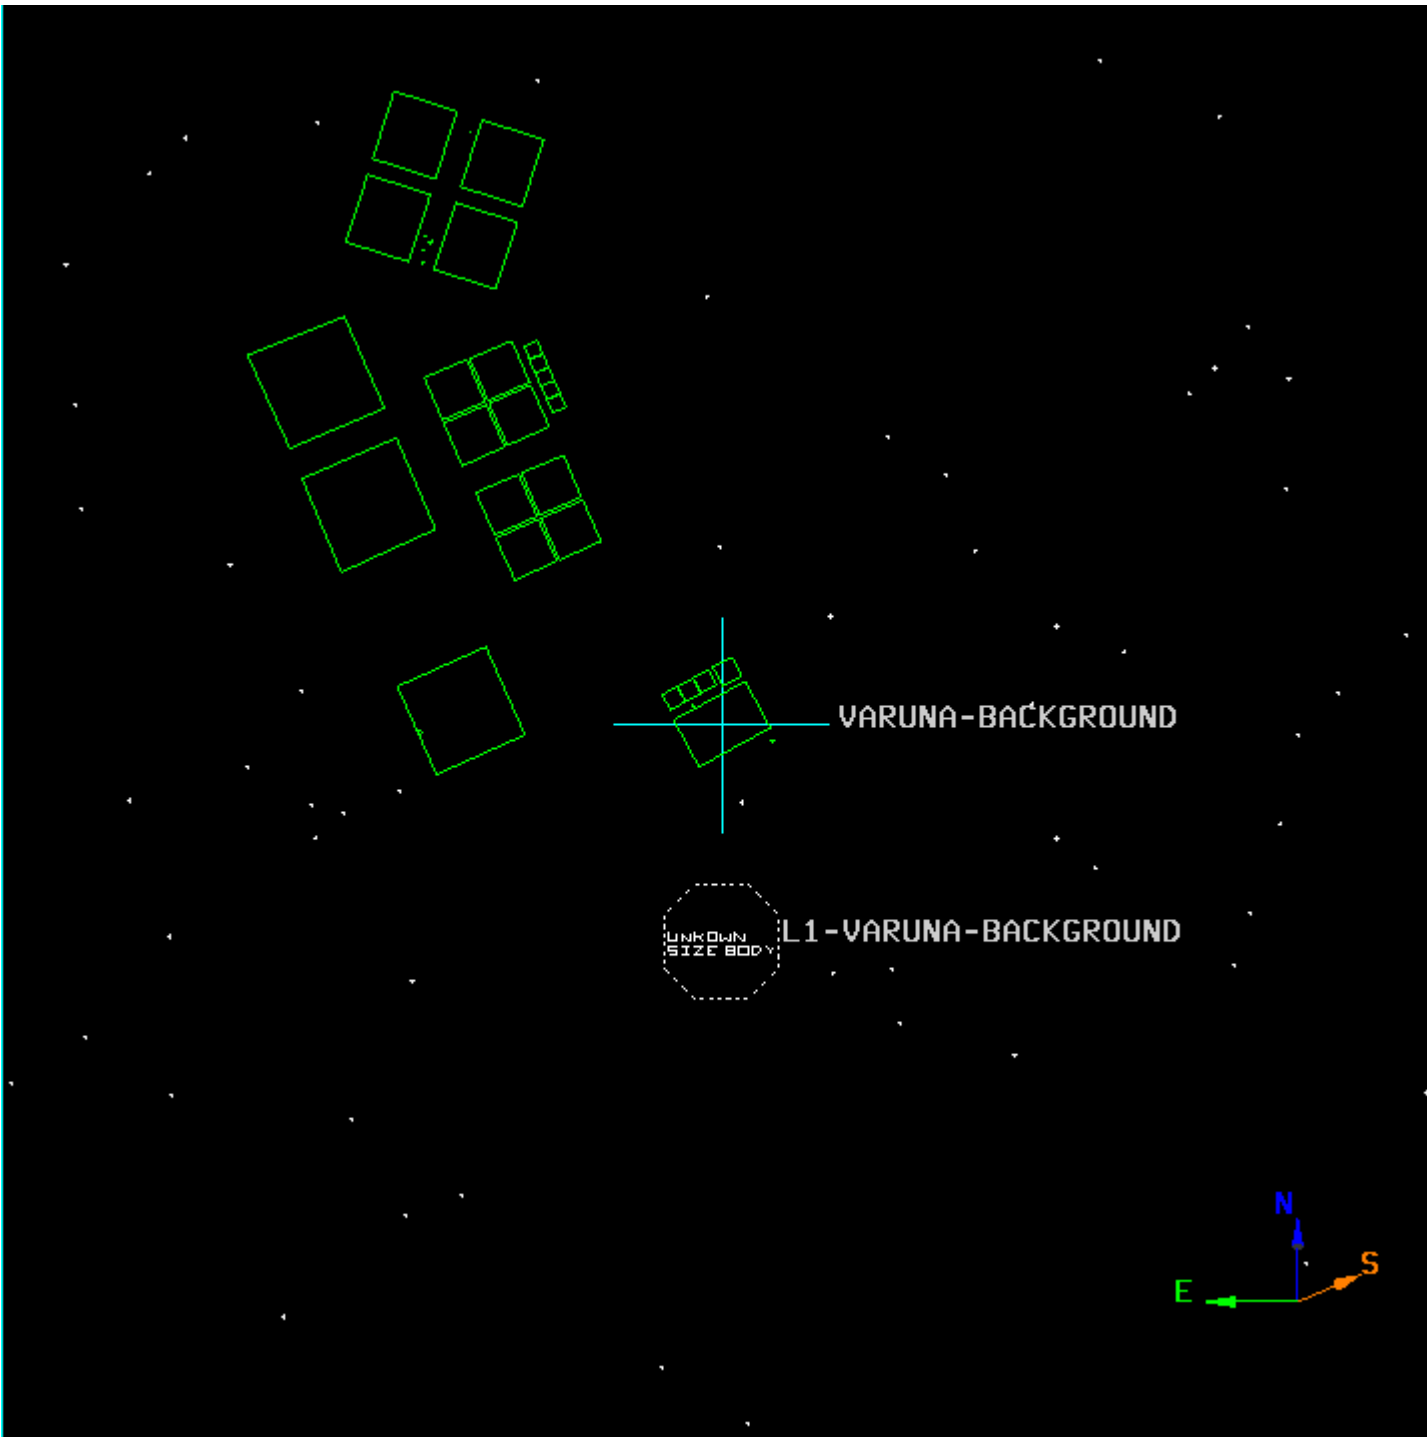 VARUNA-BACKGROUND
L1-VARUNA-BACKGROUND
UNKOWN
SIZE BODY
N
S
E